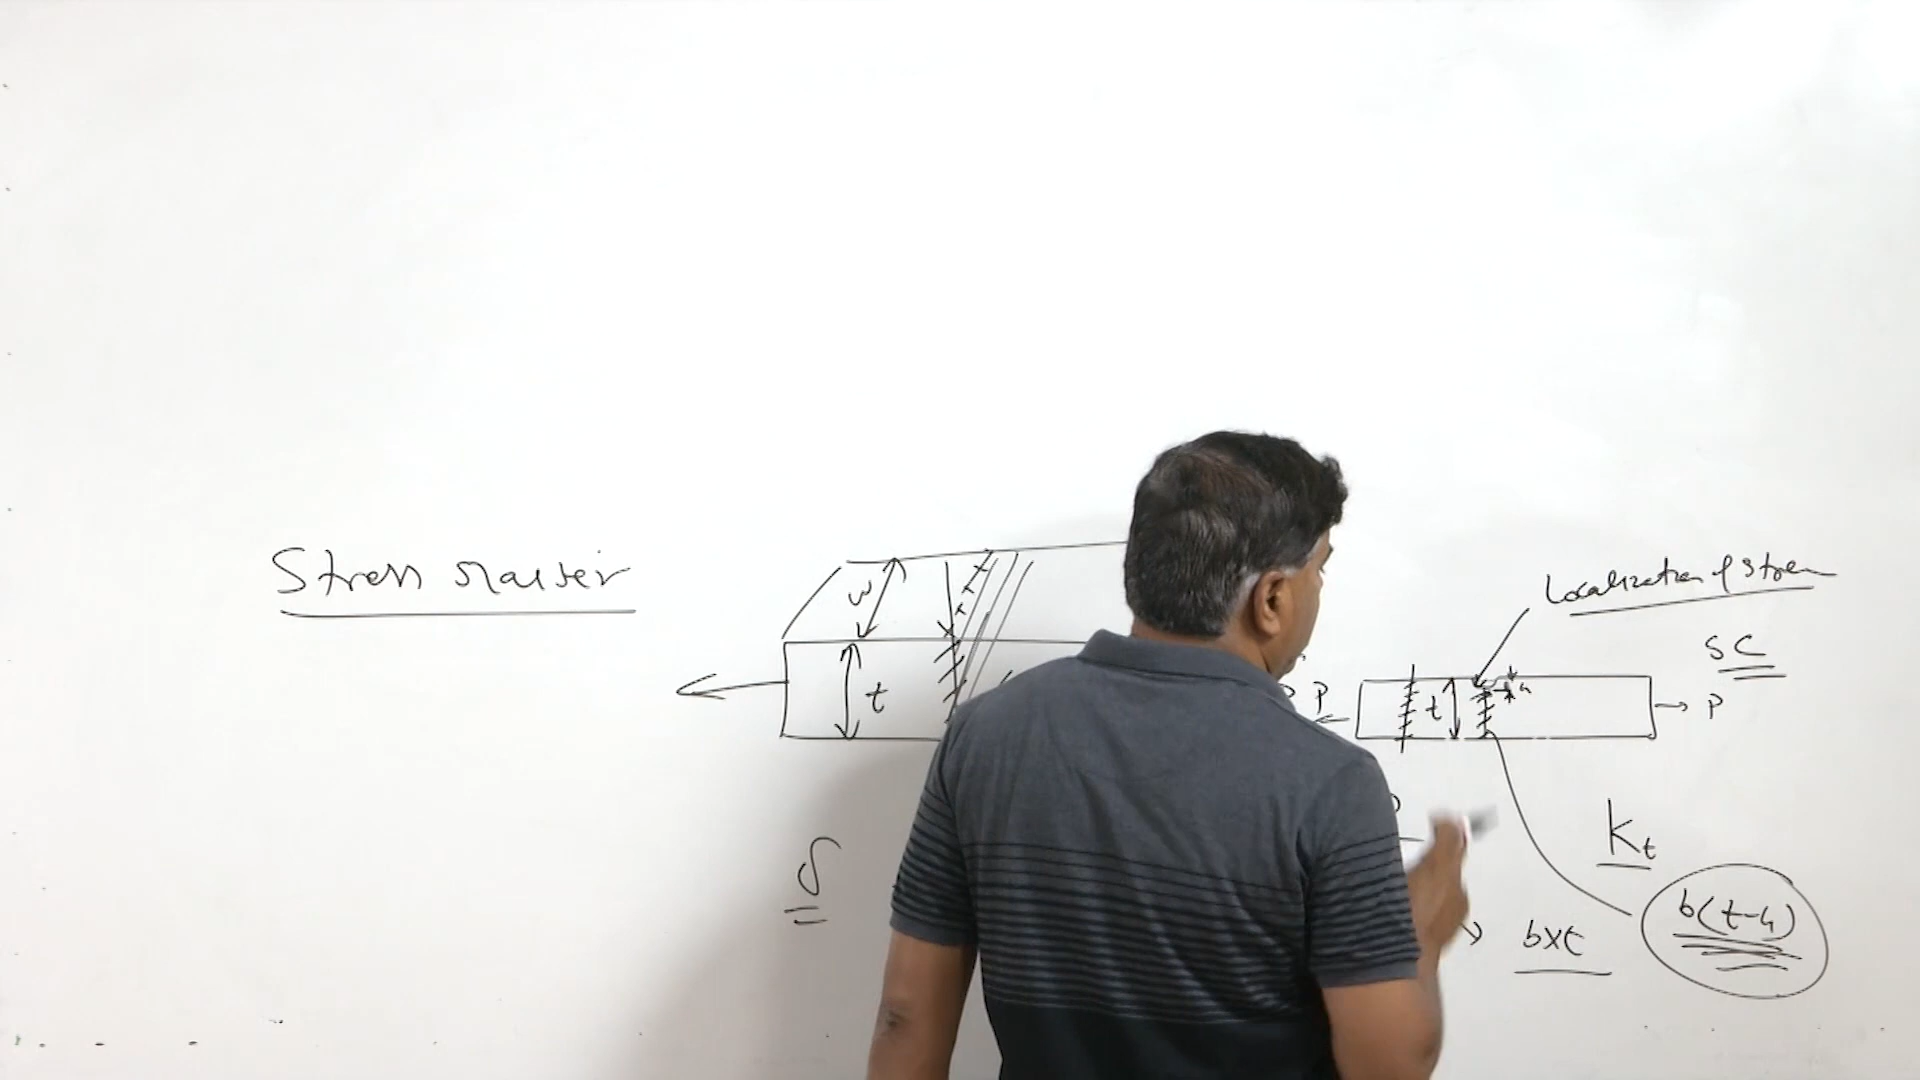 Stress raiser
w
t
Localization of stress
SC
P
t
h
P
Kt
b(t-h)
b×t